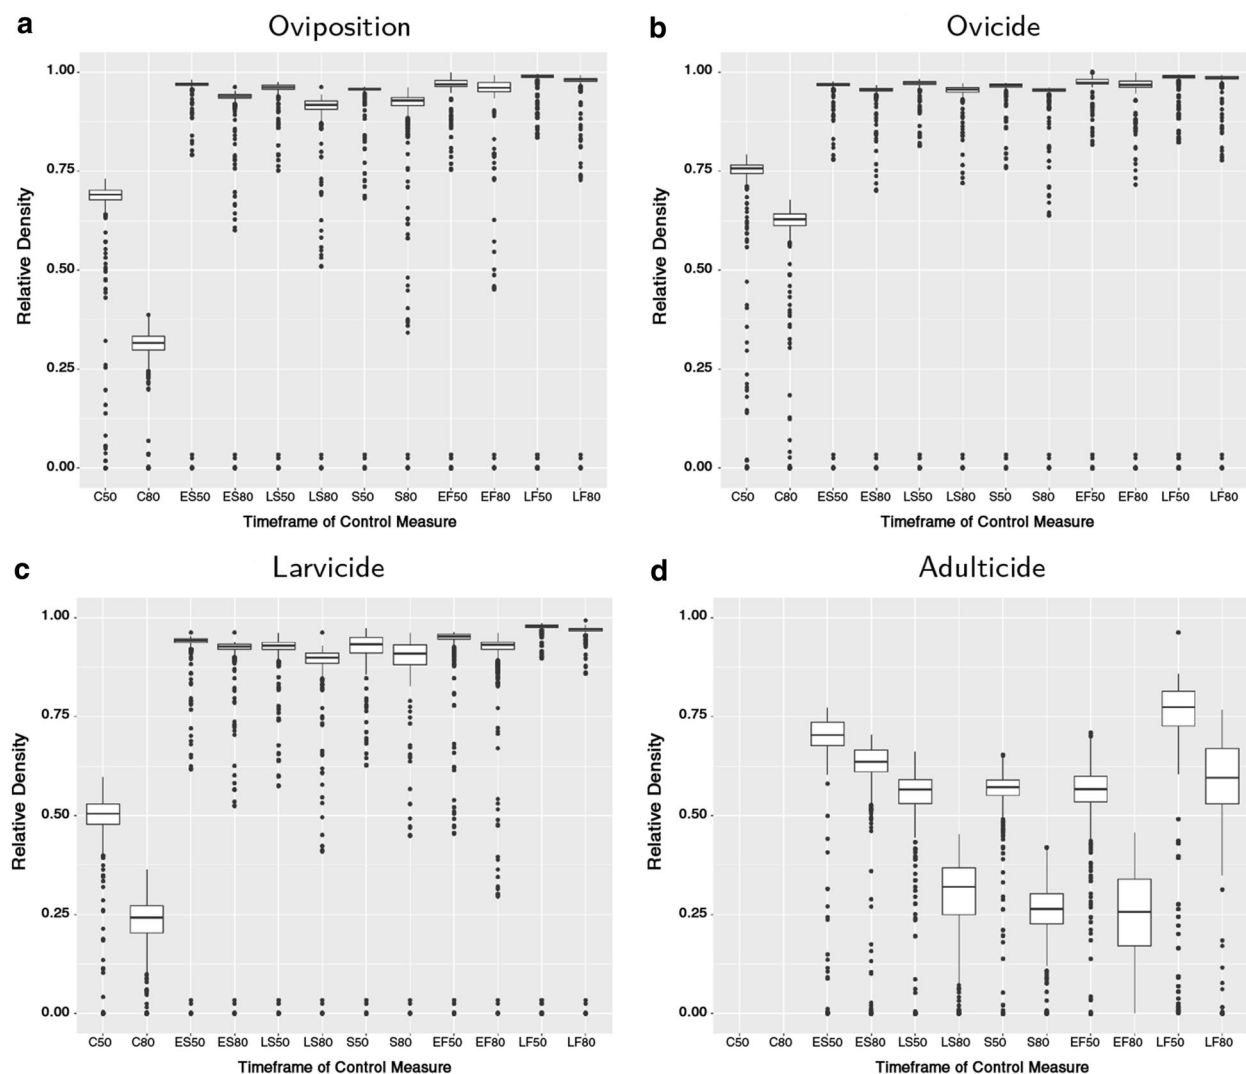 a
Oviposition
1.00
0.75
0.50
0.25
0.00
Relative Density
C50 C80 ES50 ES80 LS50 LS80 S50 S80 EF50 EF80 LF50 LF80
Timeframe of Control Measure
b
Ovicide
1.00
0.75
0.50
0.25
0.00
Relative Density
C50 C80 ES50 ES80 LS50 LS80 S50 S80 EF50 EF80 LF50 LF80
Timeframe of Control Measure
c
Larvicide
1.00
0.75
0.50
0.25
0.00
Relative Density
C50 C80 ES50 ES80 LS50 LS80 S50 S80 EF50 EF80 LF50 LF80
Timeframe of Control Measure
d
Adulticide
1.00
0.75
0.50
0.25
0.00
Relative Density
C50 C80 ES50 ES80 LS50 LS80 S50 S80 EF50 EF80 LF50 LF80
Timeframe of Control Measure